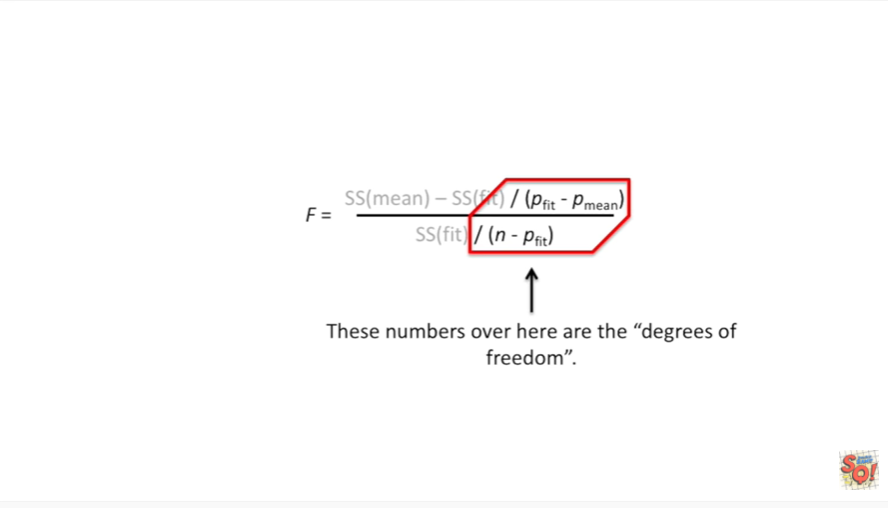 F = SS(mean) – SS(fit) / (pfit - pmean)
SS(fit) / (n - pfit)
These numbers over here are the “degrees of
freedom”.
SQ!